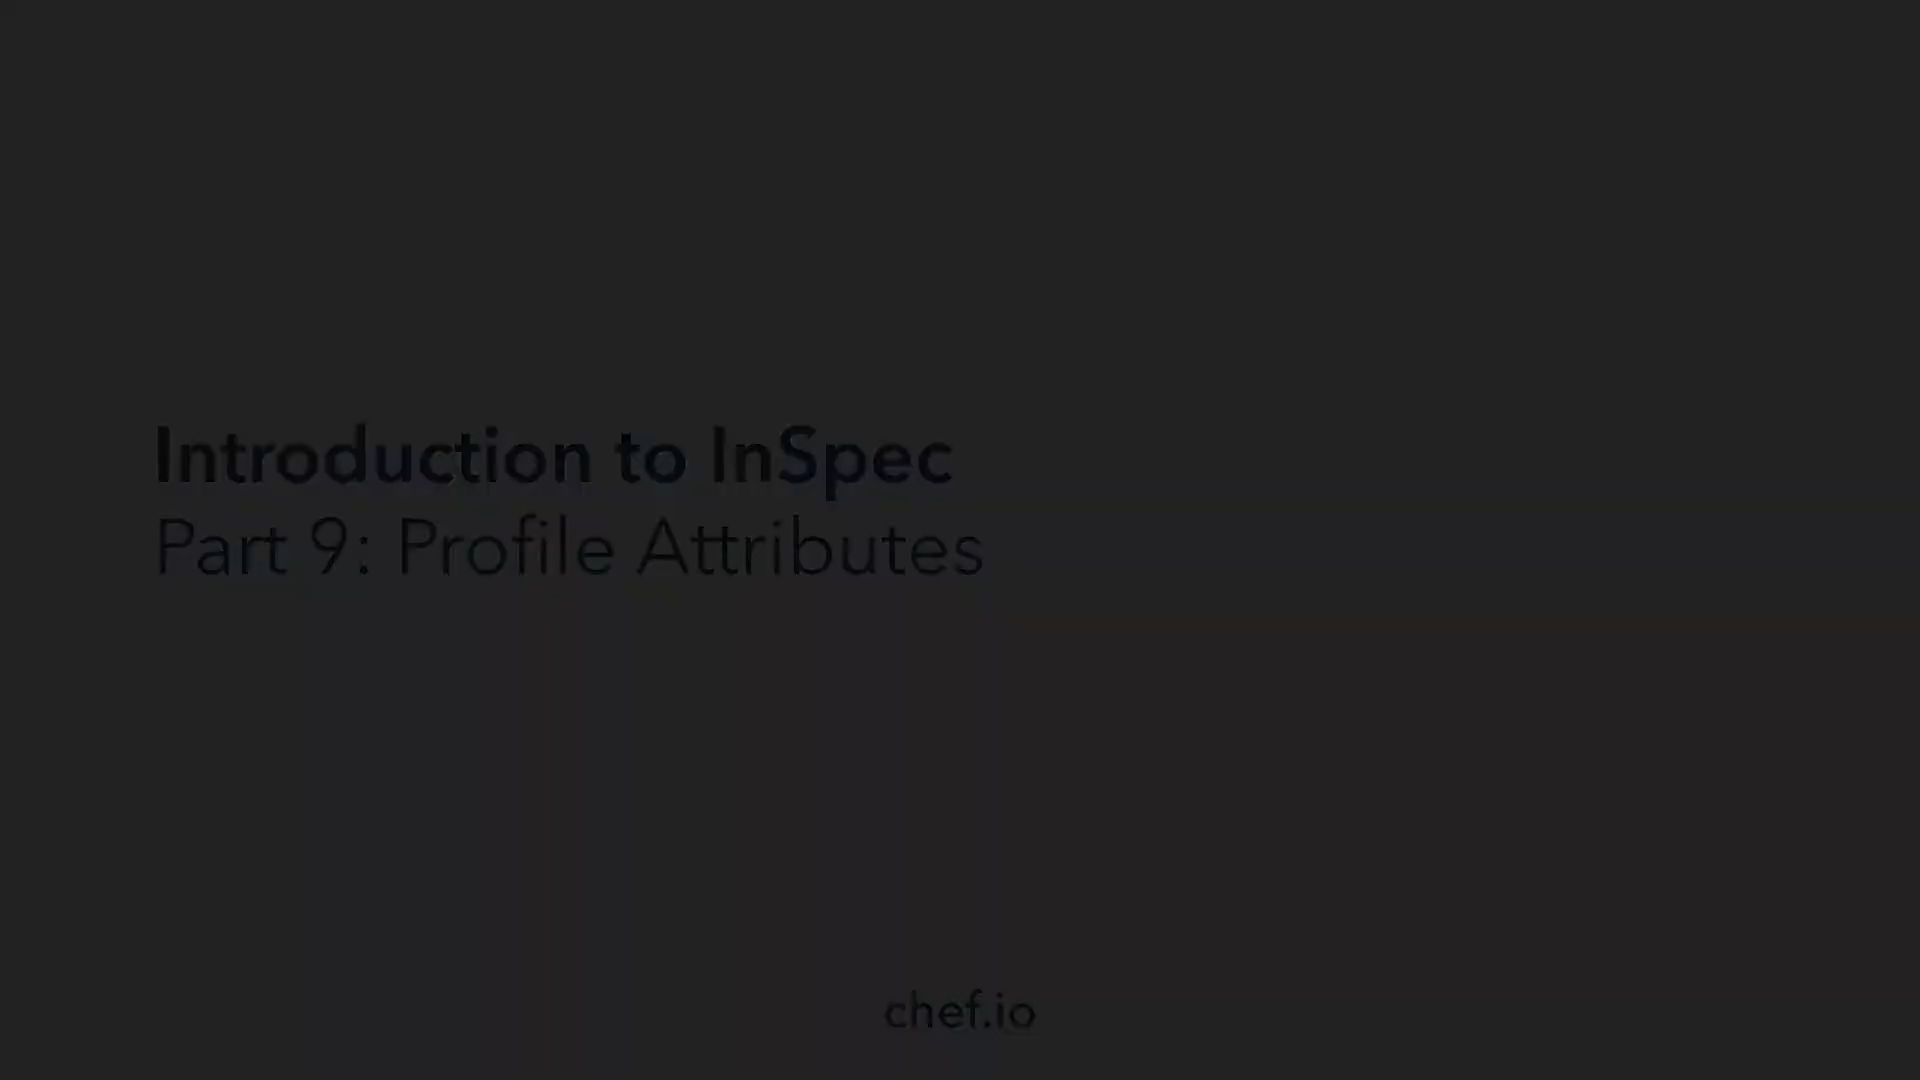 Introduction to InSpec
Part 9: Profile Attributes
chef.io